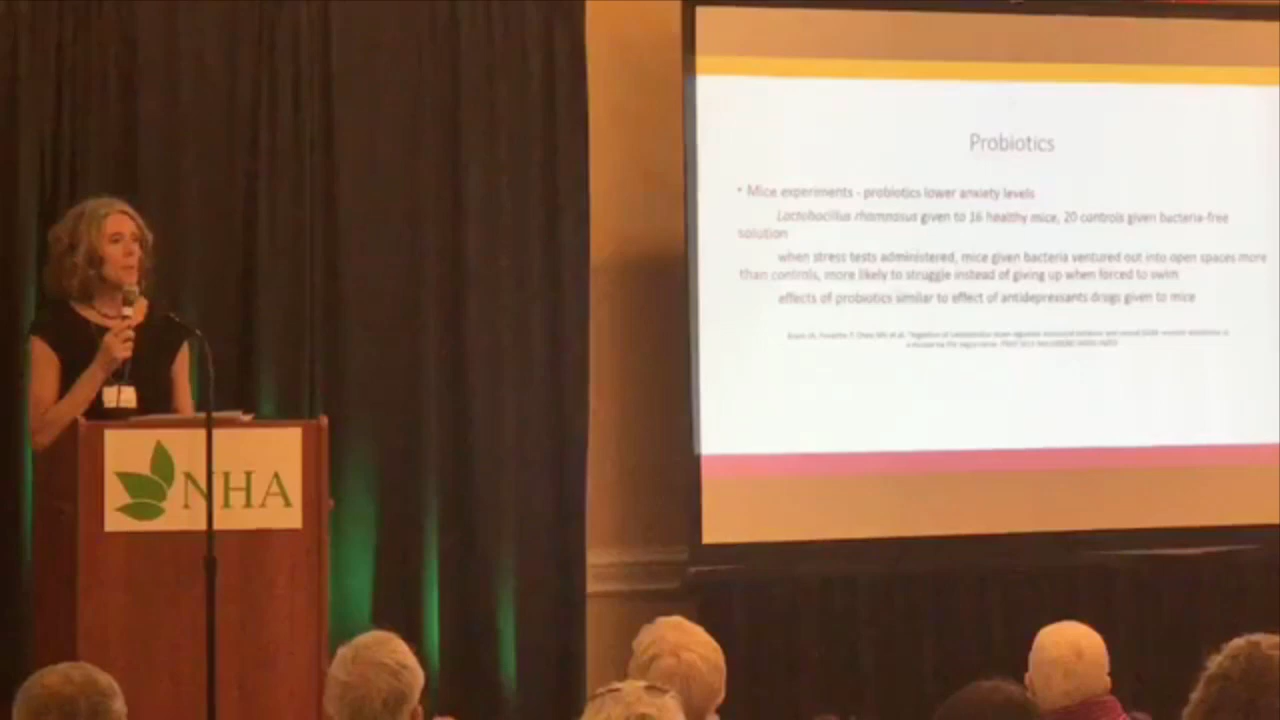 NHA
Probiotics
• Mice experiments - probiotics lower anxiety levels
Lactobacillus rhamnosus given to 16 healthy mice, 20 controls given bacteria-free
solution
when stress tests administered, mice given bacteria ventured out into open spaces more
than controls, more likely to struggle instead of giving up when forced to swim
effects of probiotics similar to effect of antidepressants drugs given to mice